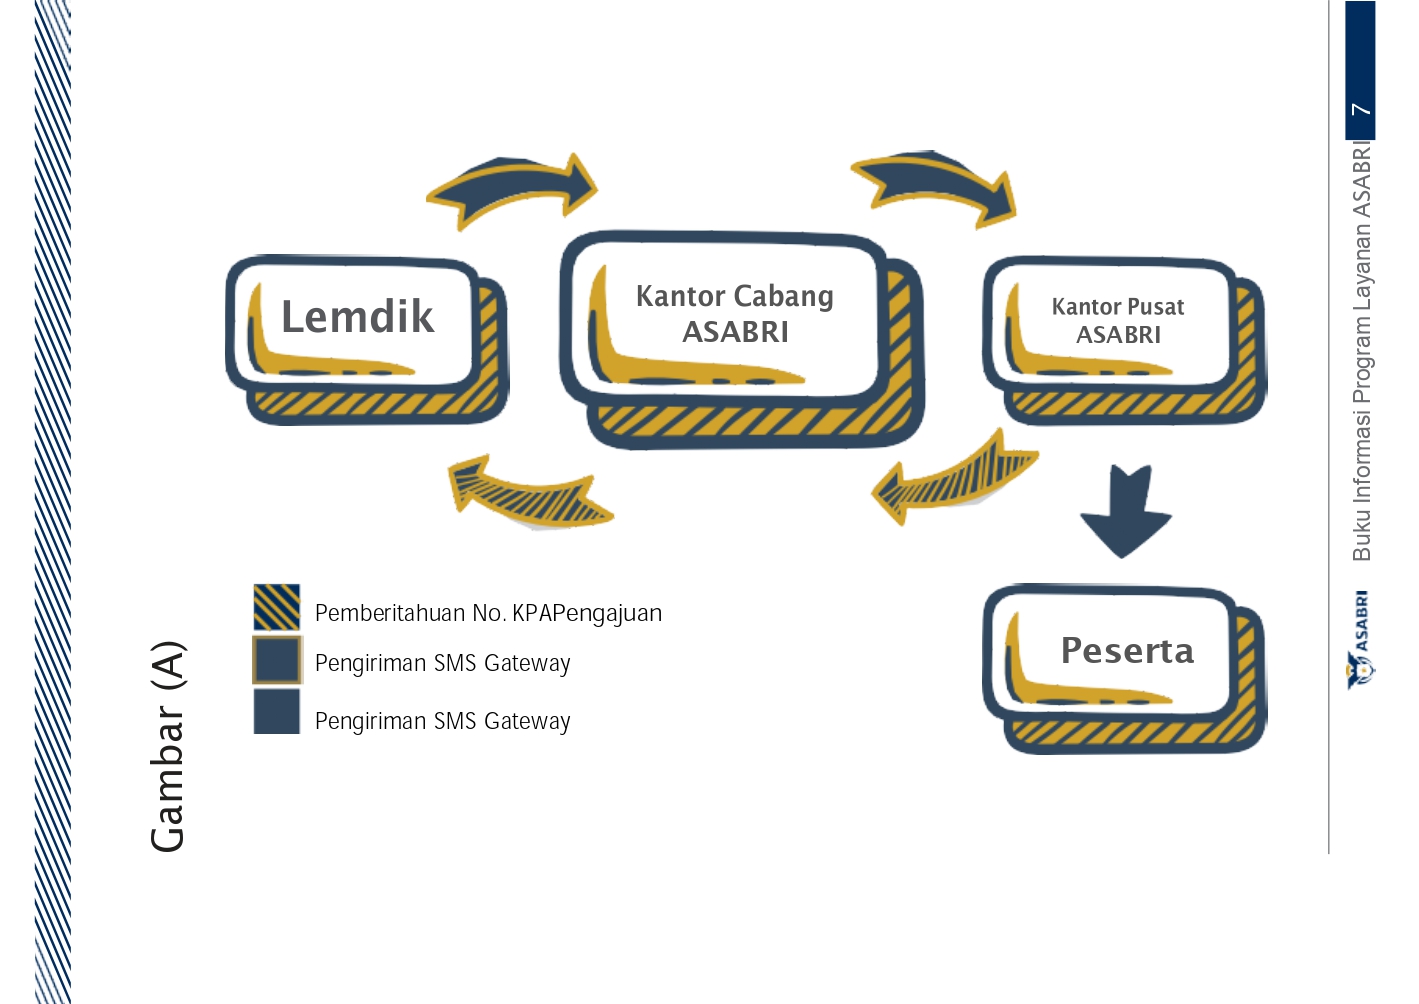 Lemdik
Kantor Cabang
ASABRI
Kantor Pusat
ASABRI
Peserta
Pemberitahuan No. KPAPengajuan
Pengiriman SMS Gateway
Pengiriman SMS Gateway
Gambar (A)
ASABRI Buku Informasi Program Layanan ASABRI 7